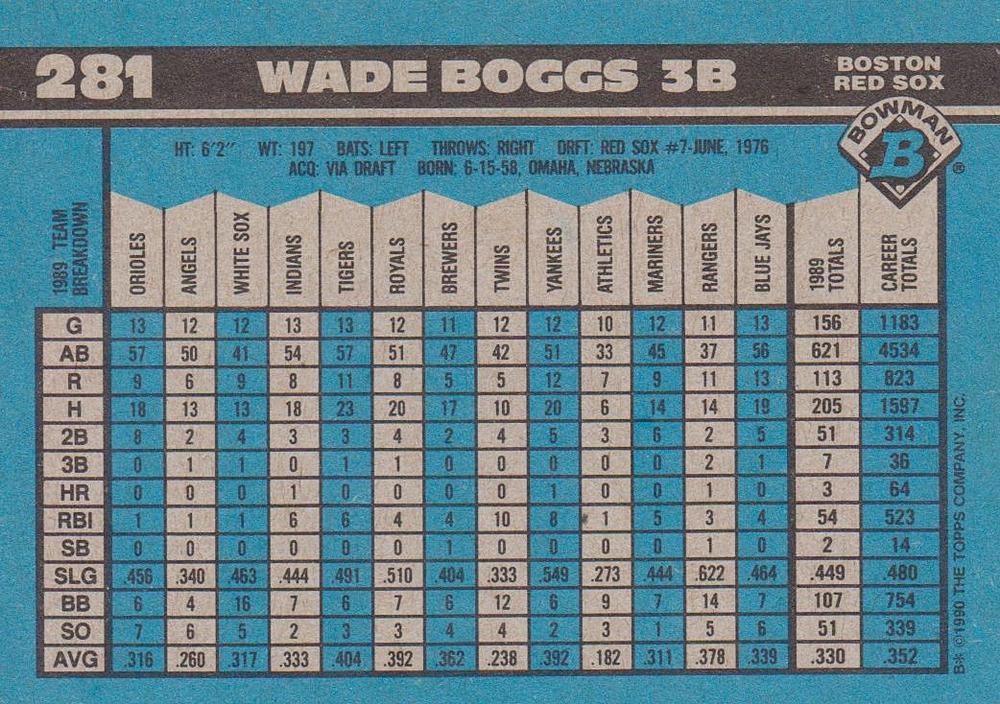 281 WADE BOGGS 3B BOSTON RED SOX
BOWMAN
B ®
HT: 6'2" WT: 197 BATS: LEFT THROWS: RIGHT DRFT: RED SOX #7-JUNE, 1976
ACQ: VIA DRAFT BORN: 6-15-58, OMAHA, NEBRASKA
1989 TEAM BREAKDOWN ORIOLES ANGELS WHITE SOX INDIANS TIGERS ROYALS BREWERS TWINS YANKEES ATHLETICS MARINERS RANGERS BLUE JAYS 1989 TOTALS CAREER TOTALS
G 13 12 12 13 13 12 11 12 12 10 12 11 13 156 1183
AB 57 50 41 54 57 51 47 42 51 33 45 37 56 621 4534
R 9 6 9 8 11 8 5 5 12 7 9 11 13 113 823
H 18 13 13 18 23 20 17 10 20 6 14 14 19 205 1597
2B 8 2 4 3 3 4 2 4 5 3 6 2 5 51 314
3B 0 1 1 0 1 1 0 0 0 0 0 2 1 7 36
HR 0 0 0 1 0 0 0 0 1 0 0 1 0 3 64
RBI 1 1 1 6 6 4 4 10 8 1 5 3 4 54 523
SB 0 0 0 0 0 0 1 0 0 0 0 1 0 2 14
SLG .456 .340 .463 .444 .491 .510 .404 .333 .549 .273 .444 .622 .464 .449 .480
BB 6 4 16 7 6 7 6 12 6 9 7 14 7 107 754
SO 7 6 5 2 3 3 4 4 2 3 1 5 6 51 339
AVG .316 .260 .317 .333 .404 .392 .362 .238 .392 .182 .311 .378 .339 .330 .352
B* ©1990 THE TOPPS COMPANY, INC.